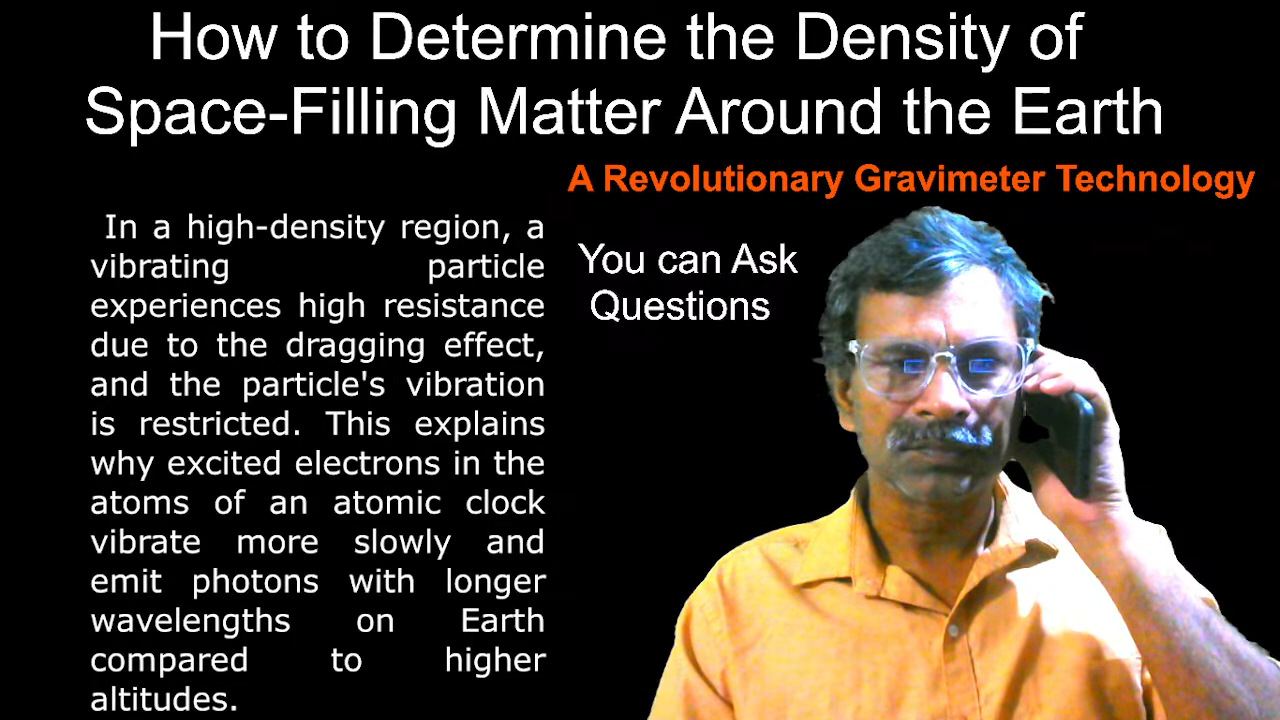 How to Determine the Density of
Space-Filling Matter Around the Earth
A Revolutionary Gravimeter Technology
In a high-density region, a
vibrating particle
experiences high resistance
due to the dragging effect,
and the particle's vibration
is restricted. This explains
why excited electrons in the
atoms of an atomic clock
vibrate more slowly and
emit photons with longer
wavelengths on Earth
compared to higher
altitudes.
You can Ask
Questions